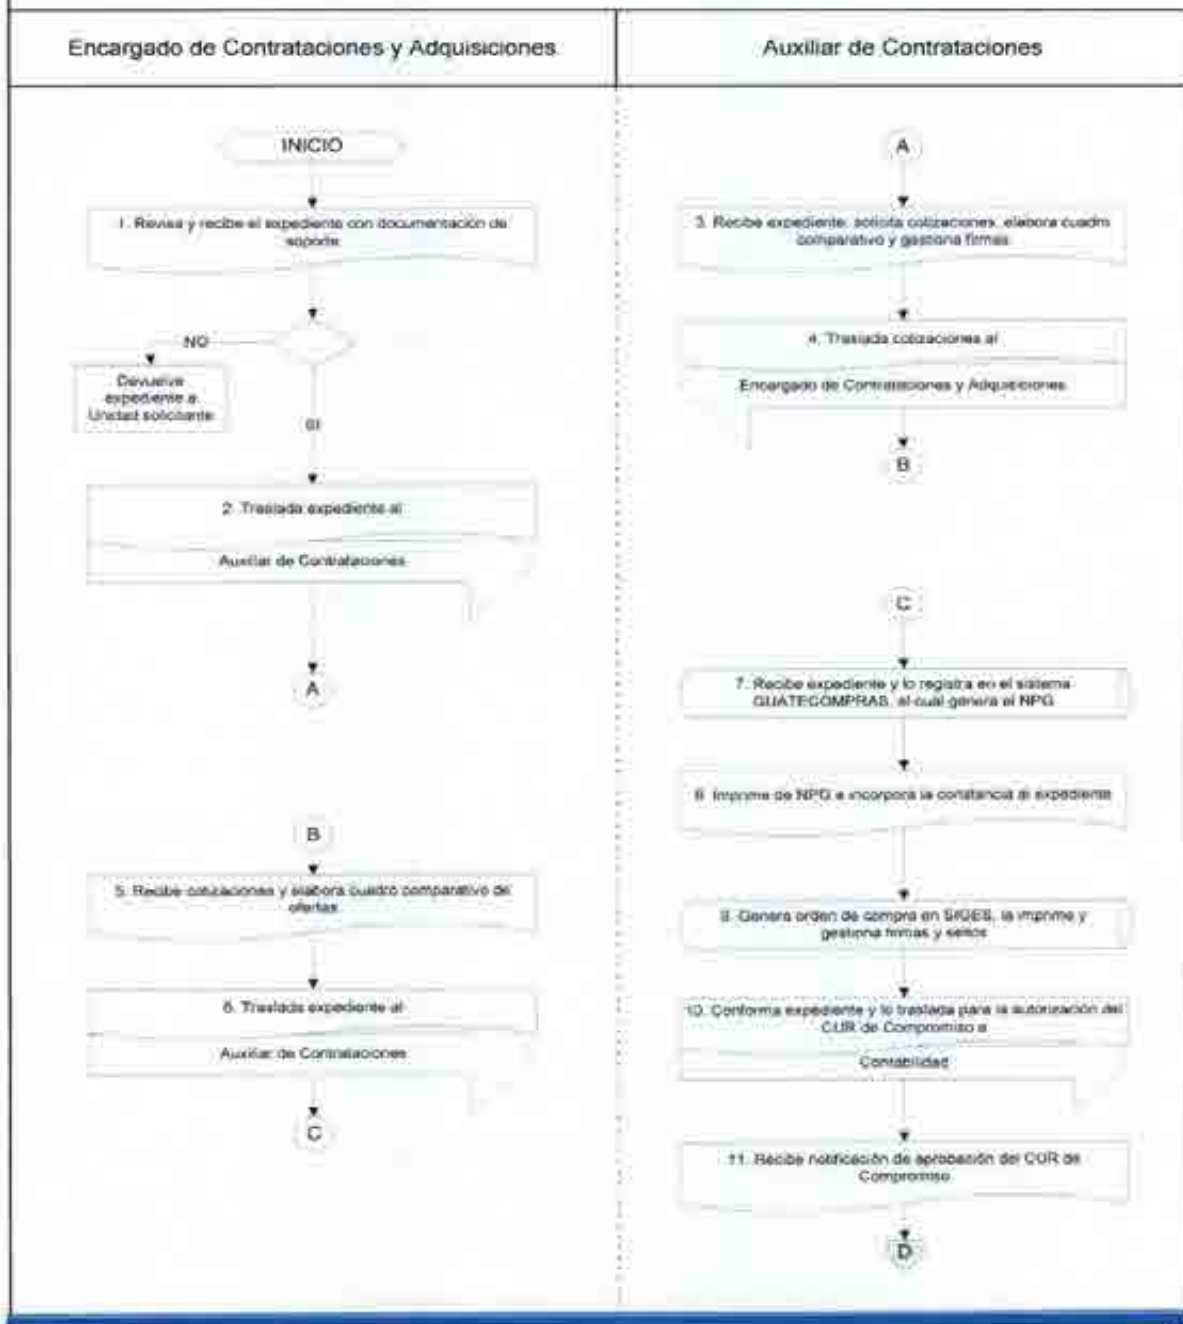 Encargado de Contrataciones y Adquisiciones
Auxiliar de Contrataciones
INICIO
1. Revisa y recibe el expediente con documentación de
soporte
NO
Devuelve
expediente a
Unidad solicitante
SI
2. Traslada expediente al
Auxiliar de Contrataciones
A
B
5. Recibe cotizaciones y elabora cuadro comparativo de
ofertas
6. Traslada expediente al
Auxiliar de Contrataciones
C
A
3. Recibe expediente, solicita cotizaciones, elabora cuadro
comparativo y gestiona firmas
4. Traslada cotizaciones al
Encargado de Contrataciones y Adquisiciones
B
C
7. Recibe expediente y lo registra en el sistema
GUATECOMPRAS, el cual genera el NPG
8. Imprime de NPG e incorpora la constancia al expediente
9. Genera orden de compra en SIGES, la imprime y
gestiona firmas y sellos
10. Conforma expediente y lo traslada para la autorización del
CUR de Compromiso a
Contabilidad
11. Recibe notificación de aprobación del CUR de
Compromiso
D